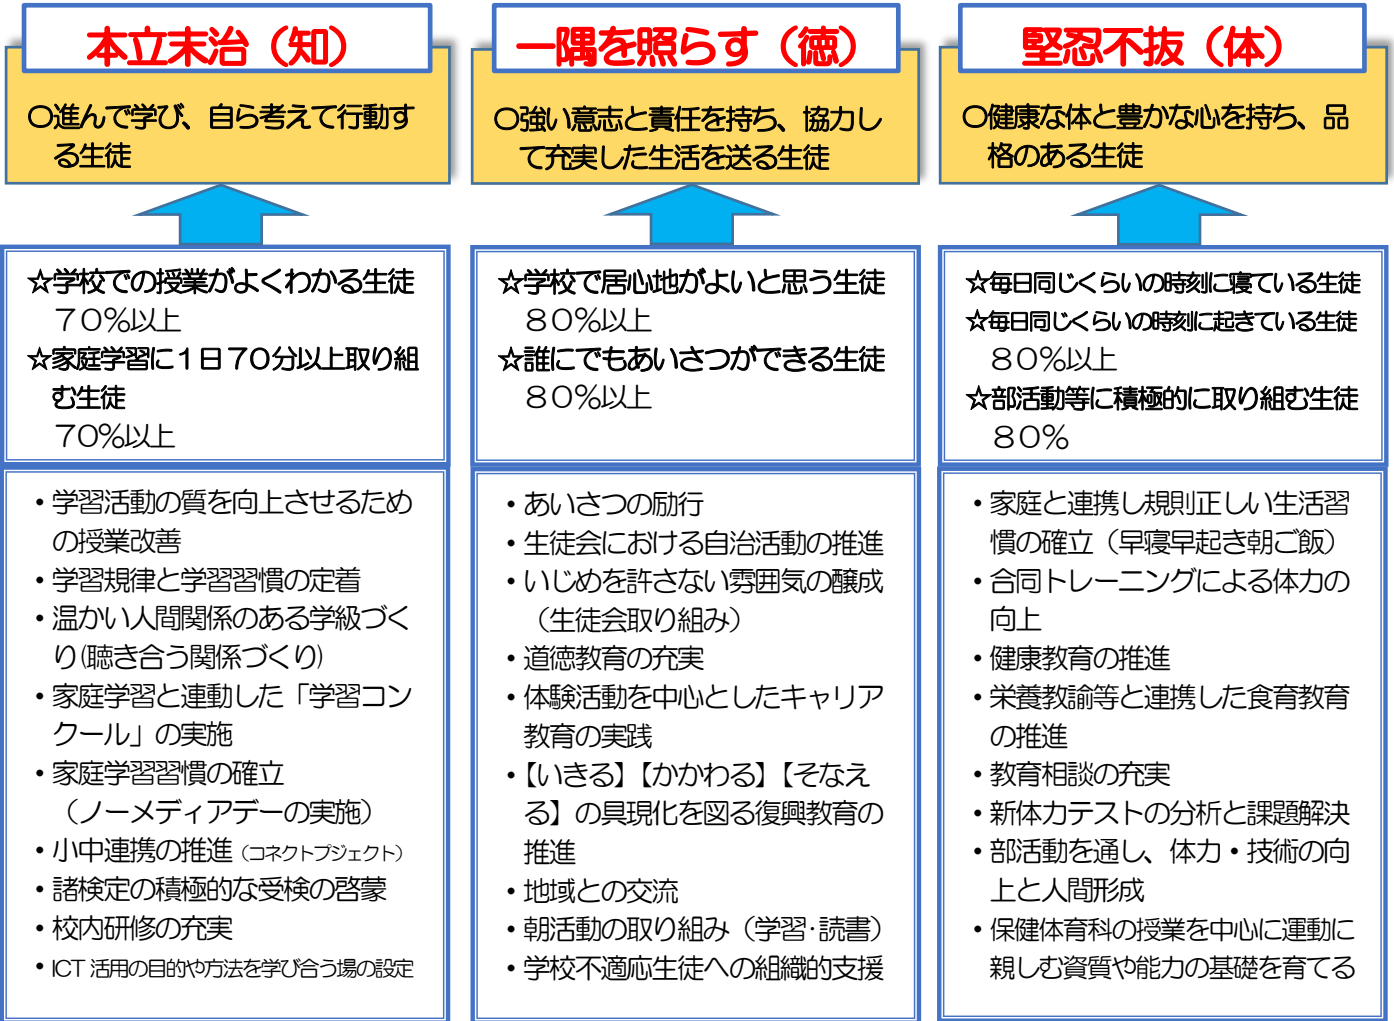 本立末治（知）
〇進んで学び、自ら考えて行動す
る生徒
☆学校での授業がよくわかる生徒
７０％以上
☆家庭学習に１日７０分以上取り組
む生徒
70％以上
・学習活動の質を向上させるため
の授業改善
・学習規律と学習習慣の定着
・温かい人間関係のある学級づく
り(聴き合う関係づくり)
・家庭学習と連動した「学習コン
クール」の実施
・家庭学習習慣の確立
（ノーメディアデーの実施）
・小中連携の推進（コネクトプジェクト）
・諸検定の積極的な受検の啓蒙
・校内研修の充実
・ICT 活用の目的や方法を学び合う場の設定
一隅を照らす（徳）
〇強い意志と責任を持ち、協力し
て充実した生活を送る生徒
☆学校で居心地がよいと思う生徒
８０％以上
☆誰にでもあいさつができる生徒
８０％以上
・あいさつの励行
・生徒会における自治活動の推進
・いじめを許さない雰囲気の醸成
（生徒会取り組み）
・道徳教育の充実
・体験活動を中心としたキャリア
教育の実践
・【いきる】【かかわる】【そなえ
る】の具現化を図る復興教育の
推進
・地域との交流
・朝活動の取り組み（学習・読書）
・学校不適応生徒への組織的支援
堅忍不抜（体）
〇健康な体と豊かな心を持ち、品
格のある生徒
☆毎日同じくらいの時刻に寝ている生徒
☆毎日同じくらいの時刻に起きている生徒
８０％以上
☆部活動等に積極的に取り組む生徒
８０％
・家庭と連携し規則正しい生活習
慣の確立（早寝早起き朝ご飯）
・合同トレーニングによる体力の
向上
・健康教育の推進
・栄養教諭等と連携した食育教育
の推進
・教育相談の充実
・新体力テストの分析と課題解決
・部活動を通し、体力・技術の向
上と人間形成
・保健体育科の授業を中心に運動に
親しむ資質や能力の基礎を育てる